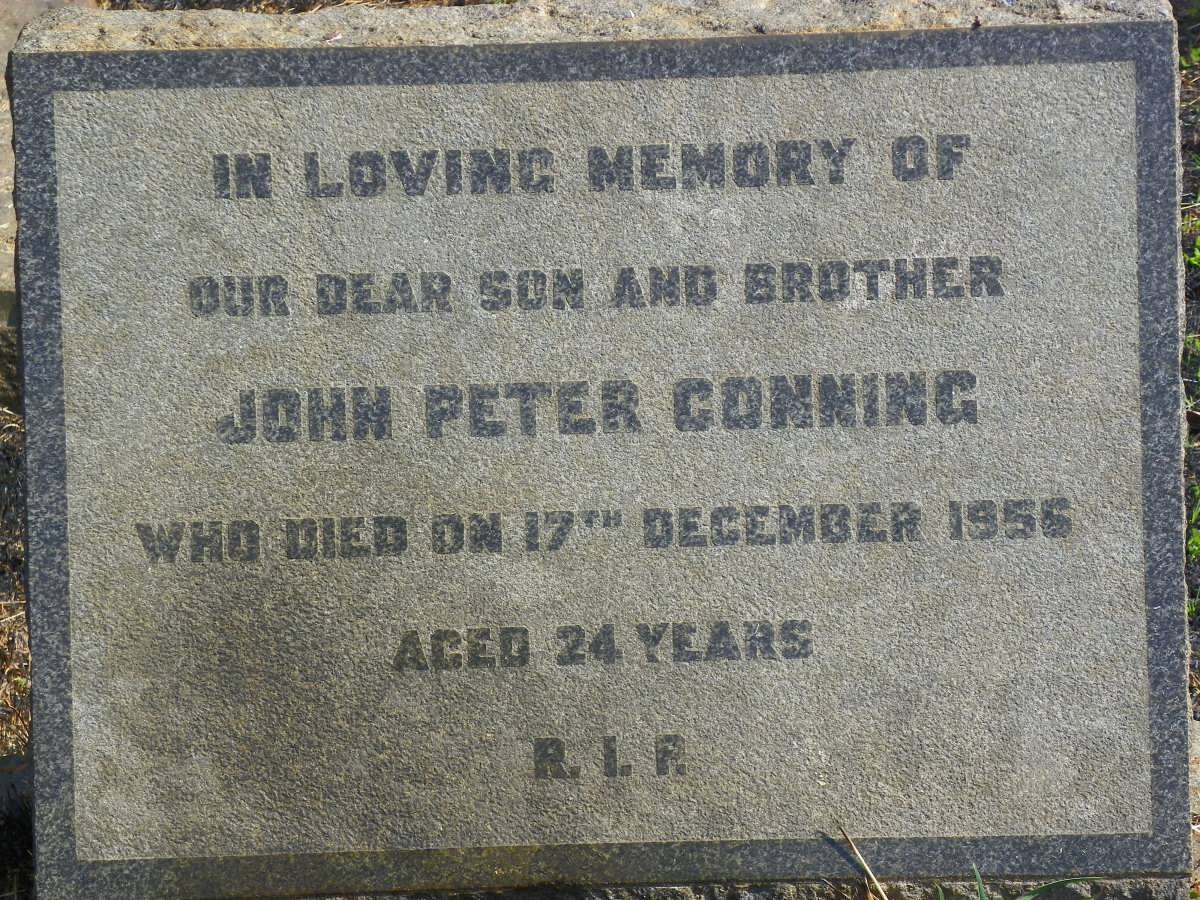 IN LOVING MEMORY OF
OUR DEAR SON AND BROTHER
JOHN PETER CONNING
WHO DIED ON 17TH DECEMBER 1956
AGED 24 YEARS
R. I. P.